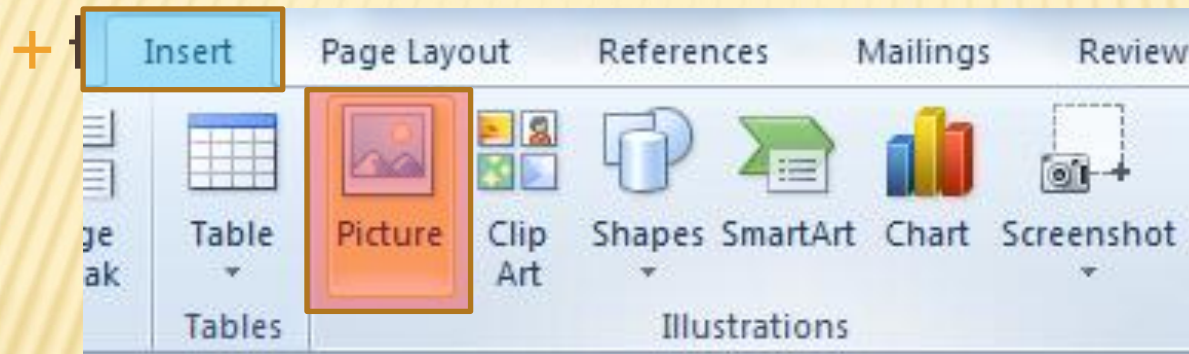 Insert Page Layout References Mailings Review
Table Picture Clip Art Shapes SmartArt Chart Screenshot
Tables Illustrations